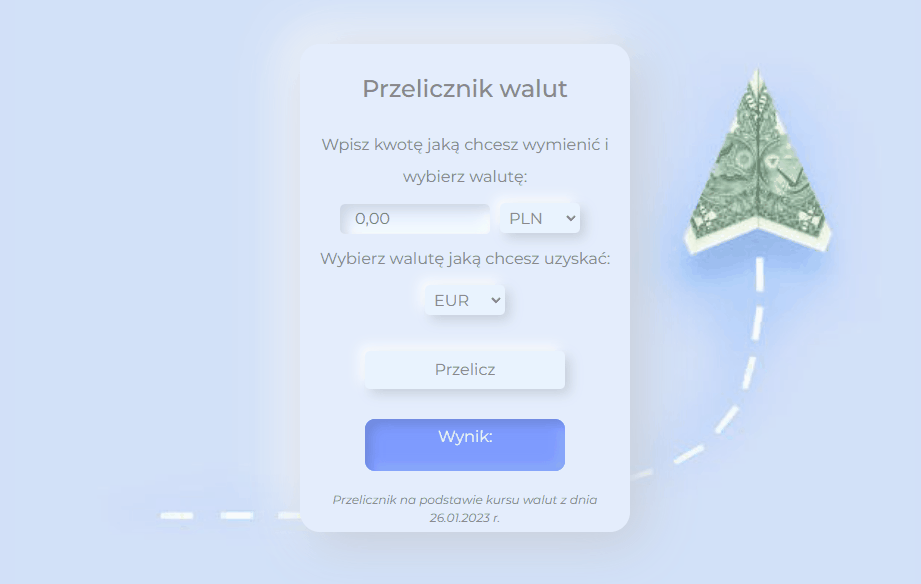 Przelicznik walut
Wpisz kwotę jaką chcesz wymienić i
wybierz walutę:
0,00 PLN
Wybierz walutę jaką chcesz uzyskać:
EUR
Przelicz
Wynik:
Przelicznik na podstawie kursu walut z dnia
26.01.2023 r.